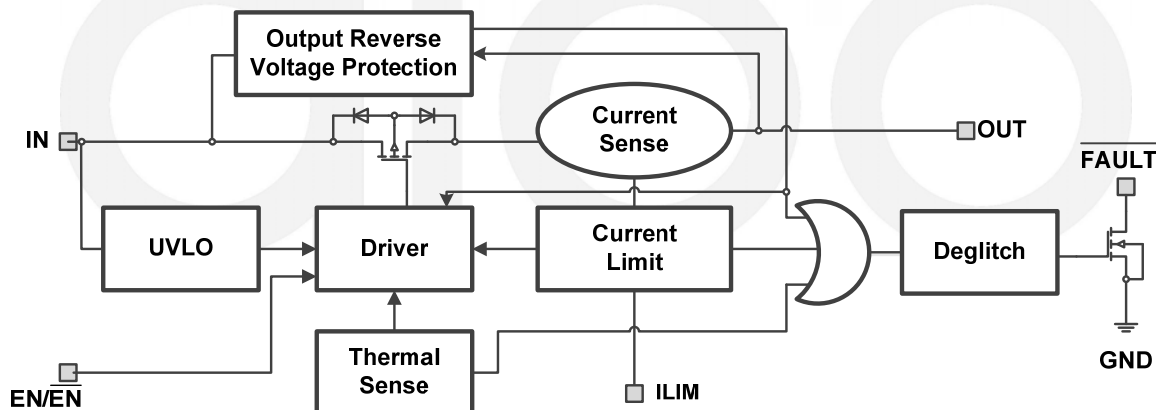 Output Reverse
Voltage Protection
IN
Current
Sense
OUT
FAULT
UVLO
Driver
Current
Limit
Deglitch
Thermal
Sense
EN/EN
ILIM
GND